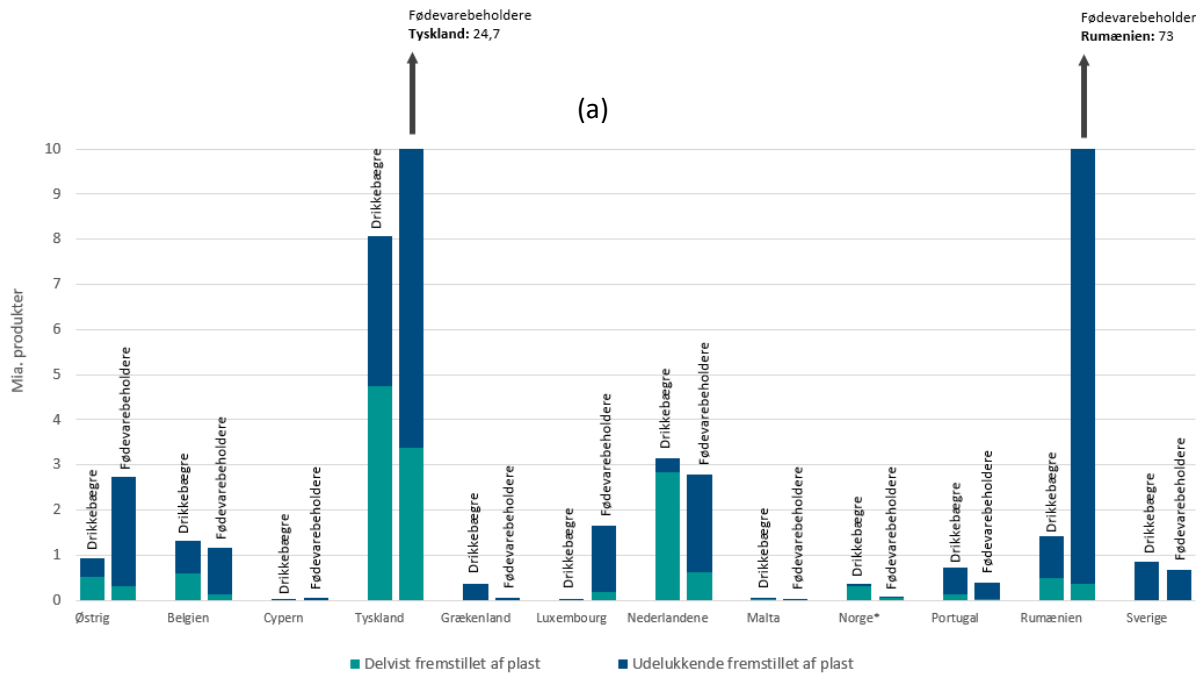 Fødevarebeholdere
Tyskland: 24,7
Fødevarebeholder
Rumænien: 73
(a)
Mia. produkter
10
9
8
7
6
5
4
3
2
1
0
Drikkebægre
Fødevarebeholdere
Drikkebægre
Fødevarebeholdere
Drikkebægre
Fødevarebeholdere
Drikkebægre
Drikkebægre
Fødevarebeholdere
Drikkebægre
Fødevarebeholdere
Drikkebægre
Fødevarebeholdere
Drikkebægre
Fødevarebeholdere
Drikkebægre
Fødevarebeholdere
Drikkebægre
Fødevarebeholdere
Drikkebægre
Drikkebægre
Fødevarebeholdere
Østrig
Belgien
Cypern
Tyskland
Grækenland
Luxembourg
Nederlandene
Malta
Norge*
Portugal
Rumænien
Sverige
Delvist fremstillet af plast
Udelukkende fremstillet af plast